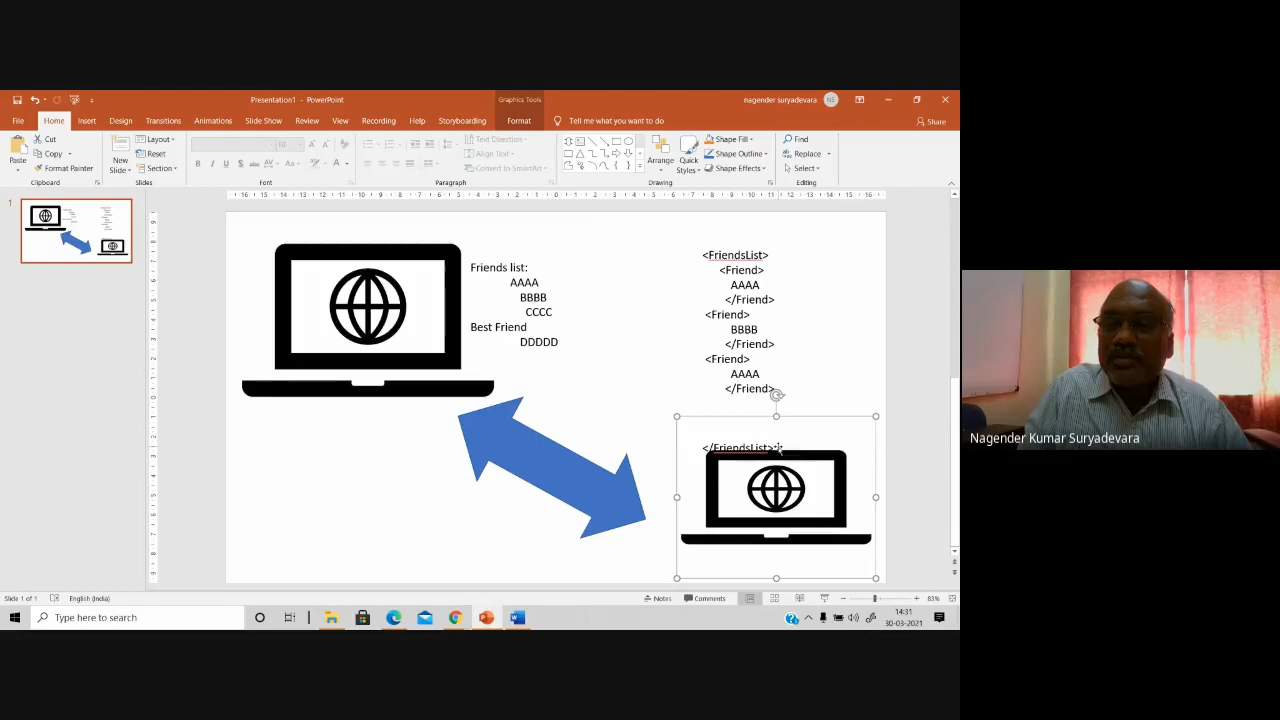 Presentation1 - PowerPoint
Graphics Tools
nagender suryadevara
NS
File
Home
Insert
Design
Transitions
Animations
Slide Show
Review
View
Recording
Help
Storyboarding
Format
Tell me what you want to do
Share
Paste
Cut
Copy
Format Painter
Clipboard
New
Slide
Layout
Reset
Section
Slides
Font
Text Direction
Align Text
Convert to SmartArt
Paragraph
Arrange
Quick
Styles
Shape Fill
Shape Outline
Shape Effects
Drawing
Find
Replace
Select
Editing
1
Friends list:
AAAA
BBBB
CCCC
Best Friend
DDDDD
<FriendsList>
<Friend>
AAAA
</Friend>
<Friend>
BBBB
</Friend>
<Friend>
AAAA
</Friend>
</FriendsList>
Nagender Kumar Suryadevara
Slide 1 of 1
English (India)
Notes
Comments
83%
Type here to search
14:31
30-03-2021